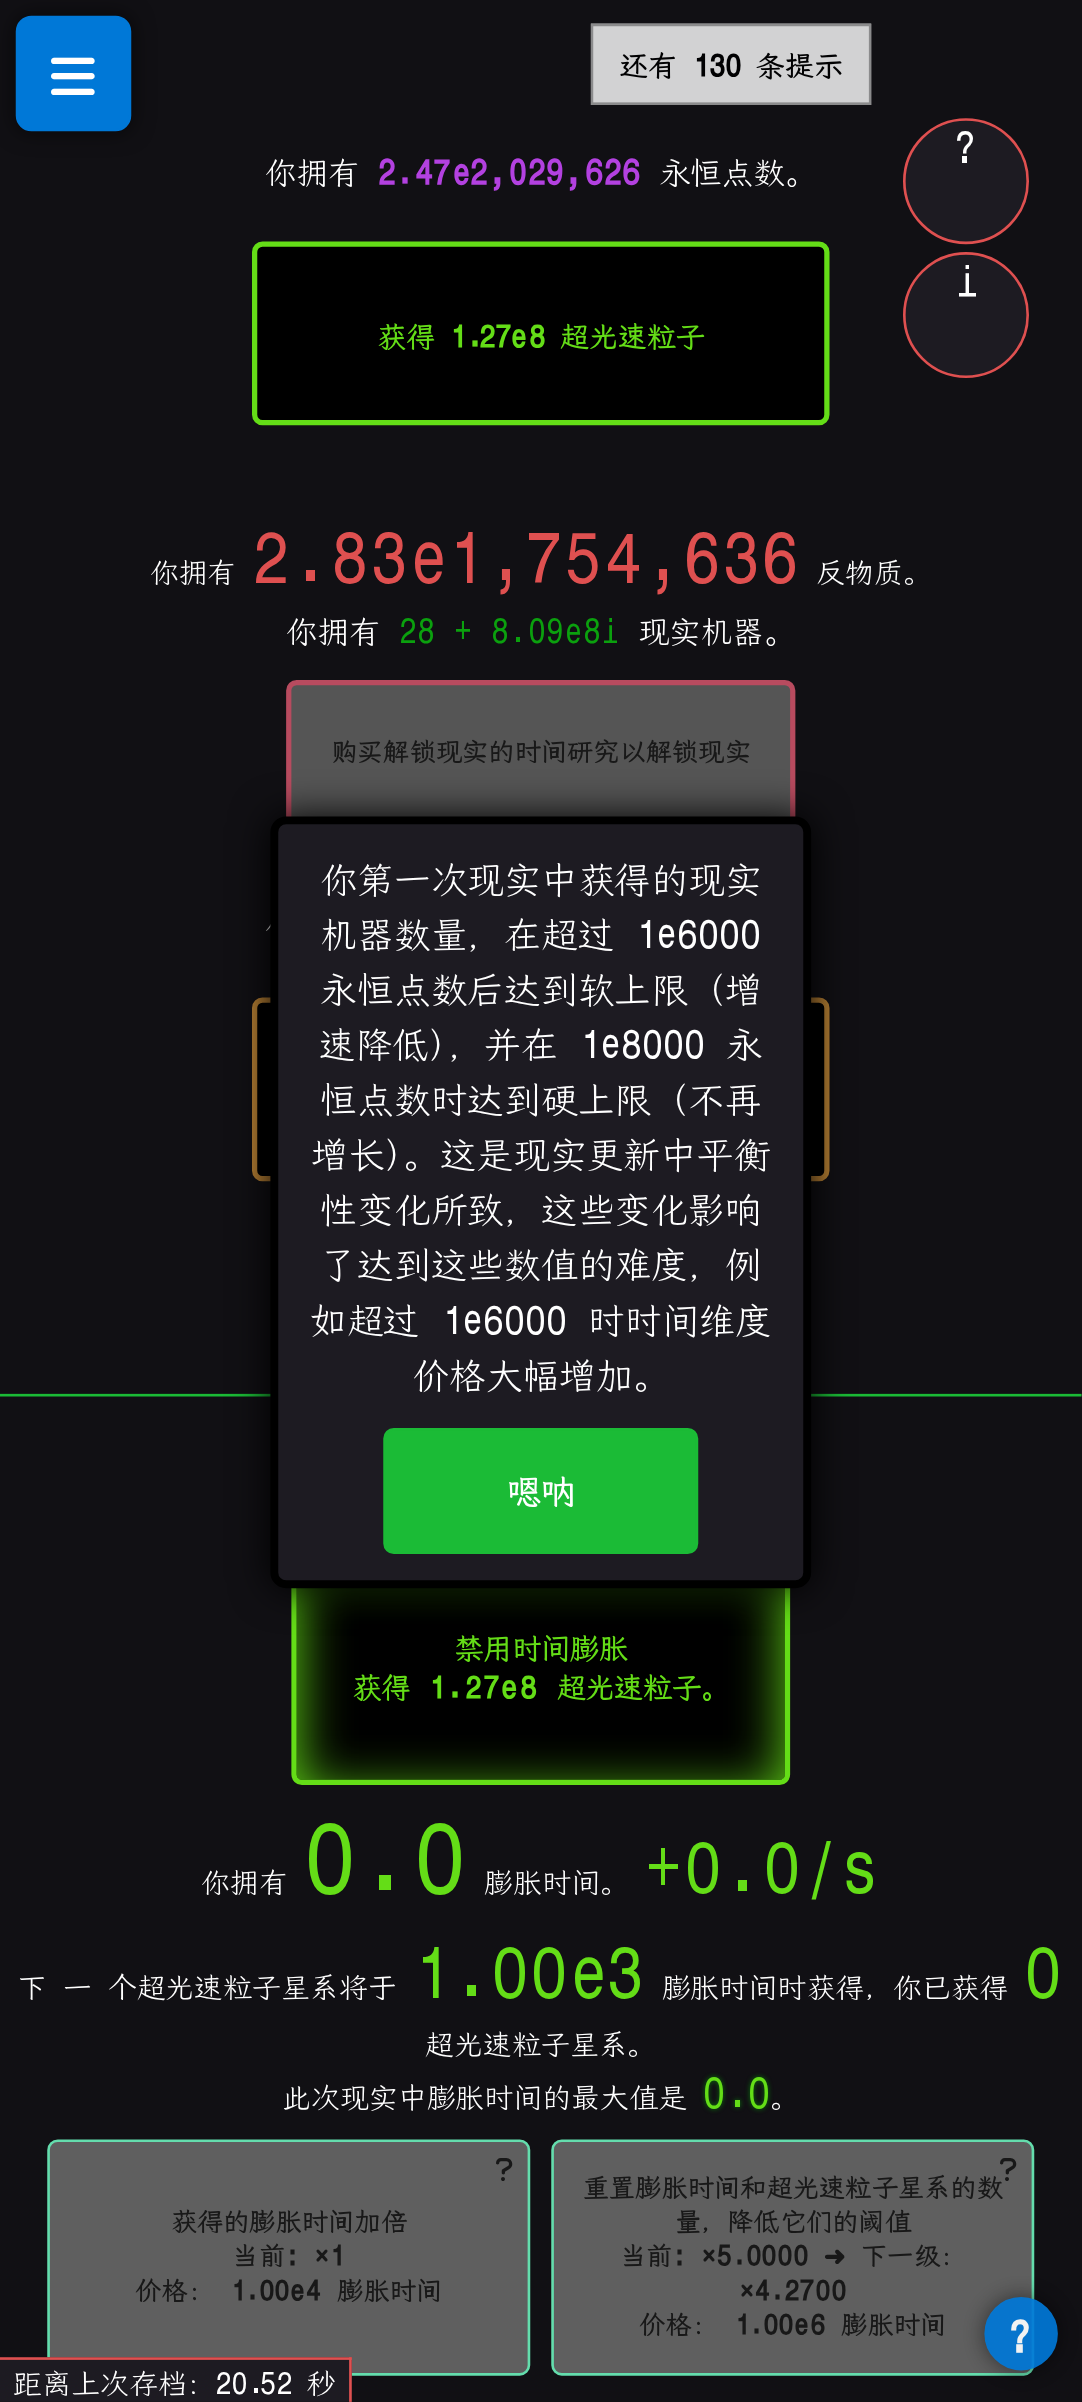 还有 130 条提示
?
你拥有 2.47e2,029,626 永恒点数。
i
获得 1.27e8 超光速粒子
你拥有 2.83e1,754,636 反物质。
你拥有 28 + 8.09e8i 现实机器。
购买解锁现实的时间研究以解锁现实
你第一次现实中获得的现实
机器数量, 在超过 1e6000
永恒点数后达到软上限 (增
速降低), 并在 1e8000 永
恒点数时达到硬上限 (不再
增长)。这是现实更新中平衡
性变化所致, 这些变化影响
了达到这些数值的难度, 例
如超过 1e6000 时时间维度
价格大幅增加。
嗯呐
禁用时间膨胀
获得 1.27e8 超光速粒子。
你拥有 0.0 膨胀时间。 +0.0/s
下 一 个超光速粒子星系将于 1.00e3 膨胀时间时获得, 你已获得 0
超光速粒子星系。
此次现实中膨胀时间的最大值是 0.0。
?
获得的膨胀时间加倍
当前: ×1
价格: 1.00e4 膨胀时间
?
重置膨胀时间和超光速粒子星系的数
量, 降低它们的阈值
当前: ×5.0000 ➜ 下一级:
×4.2700
价格: 1.00e6 膨胀时间
?
距离上次存档: 20.52 秒